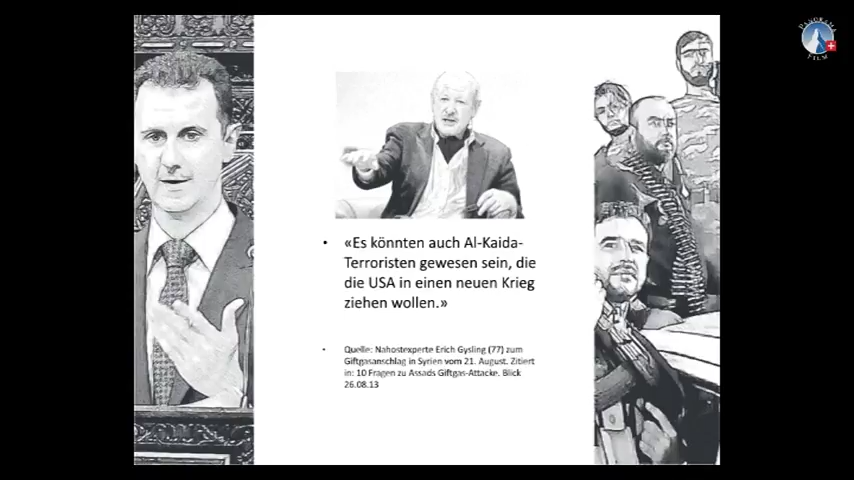 PANORAMA
FILM
• «Es könnten auch Al-Kaida-
Terroristen gewesen sein, die
die USA in einen neuen Krieg
ziehen wollen.»
• Quelle: Nahostexperte Erich Gysling (77) zum
Giftgasanschlag in Syrien vom 21. August. Zitiert
in: 10 Fragen zu Assads Giftgas-Attacke. Blick
26.08.13